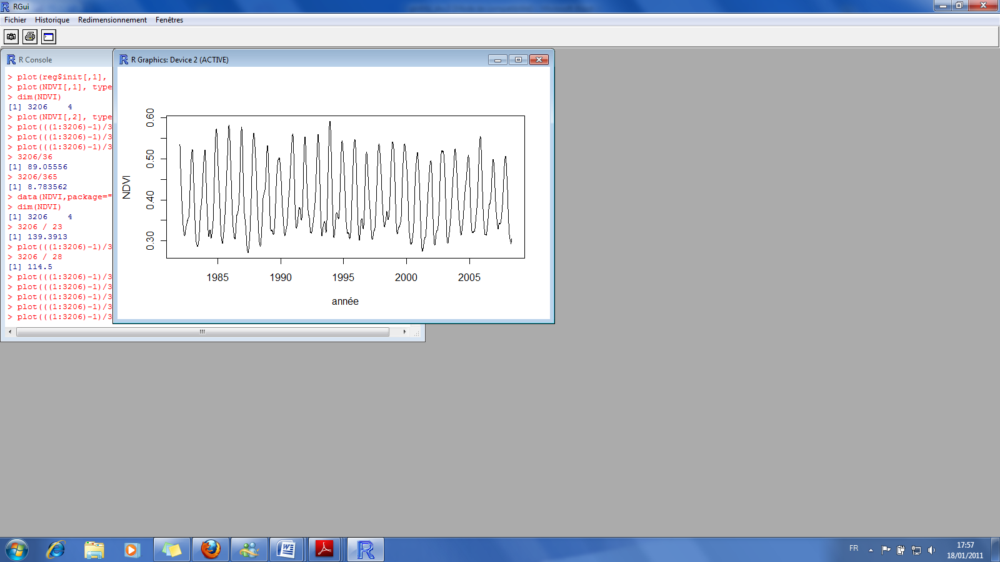 RGui
Fichier Historique Redimensionnement Fenêtres
R Console
> plot(reg$init[,1],
> plot(NDVI[,1], type
> dim(NDVI)
[1] 3206    4
> plot(NDVI[,2], type
> plot(((1:3206)-1)/3
> plot(((1:3206)-1)/3
> plot(((1:3206)-1)/3
> 3206/36
[1] 89.05556
> 3206/365
[1] 8.783562
> data(NDVI,package="
> dim(NDVI)
[1] 3206    4
> 3206 / 23
[1] 139.3913
> plot(((1:3206)-1)/3
> 3206 / 28
[1] 114.5
> plot(((1:3206)-1)/3
> plot(((1:3206)-1)/3
> plot(((1:3206)-1)/3
> plot(((1:3206)-1)/3
> plot(((1:3206)-1)/3
R Graphics: Device 2 (ACTIVE)
0.60
0.50
0.40
0.30
NDVI
1985 1990 1995 2000 2005
année
FR
17:57
18/01/2011